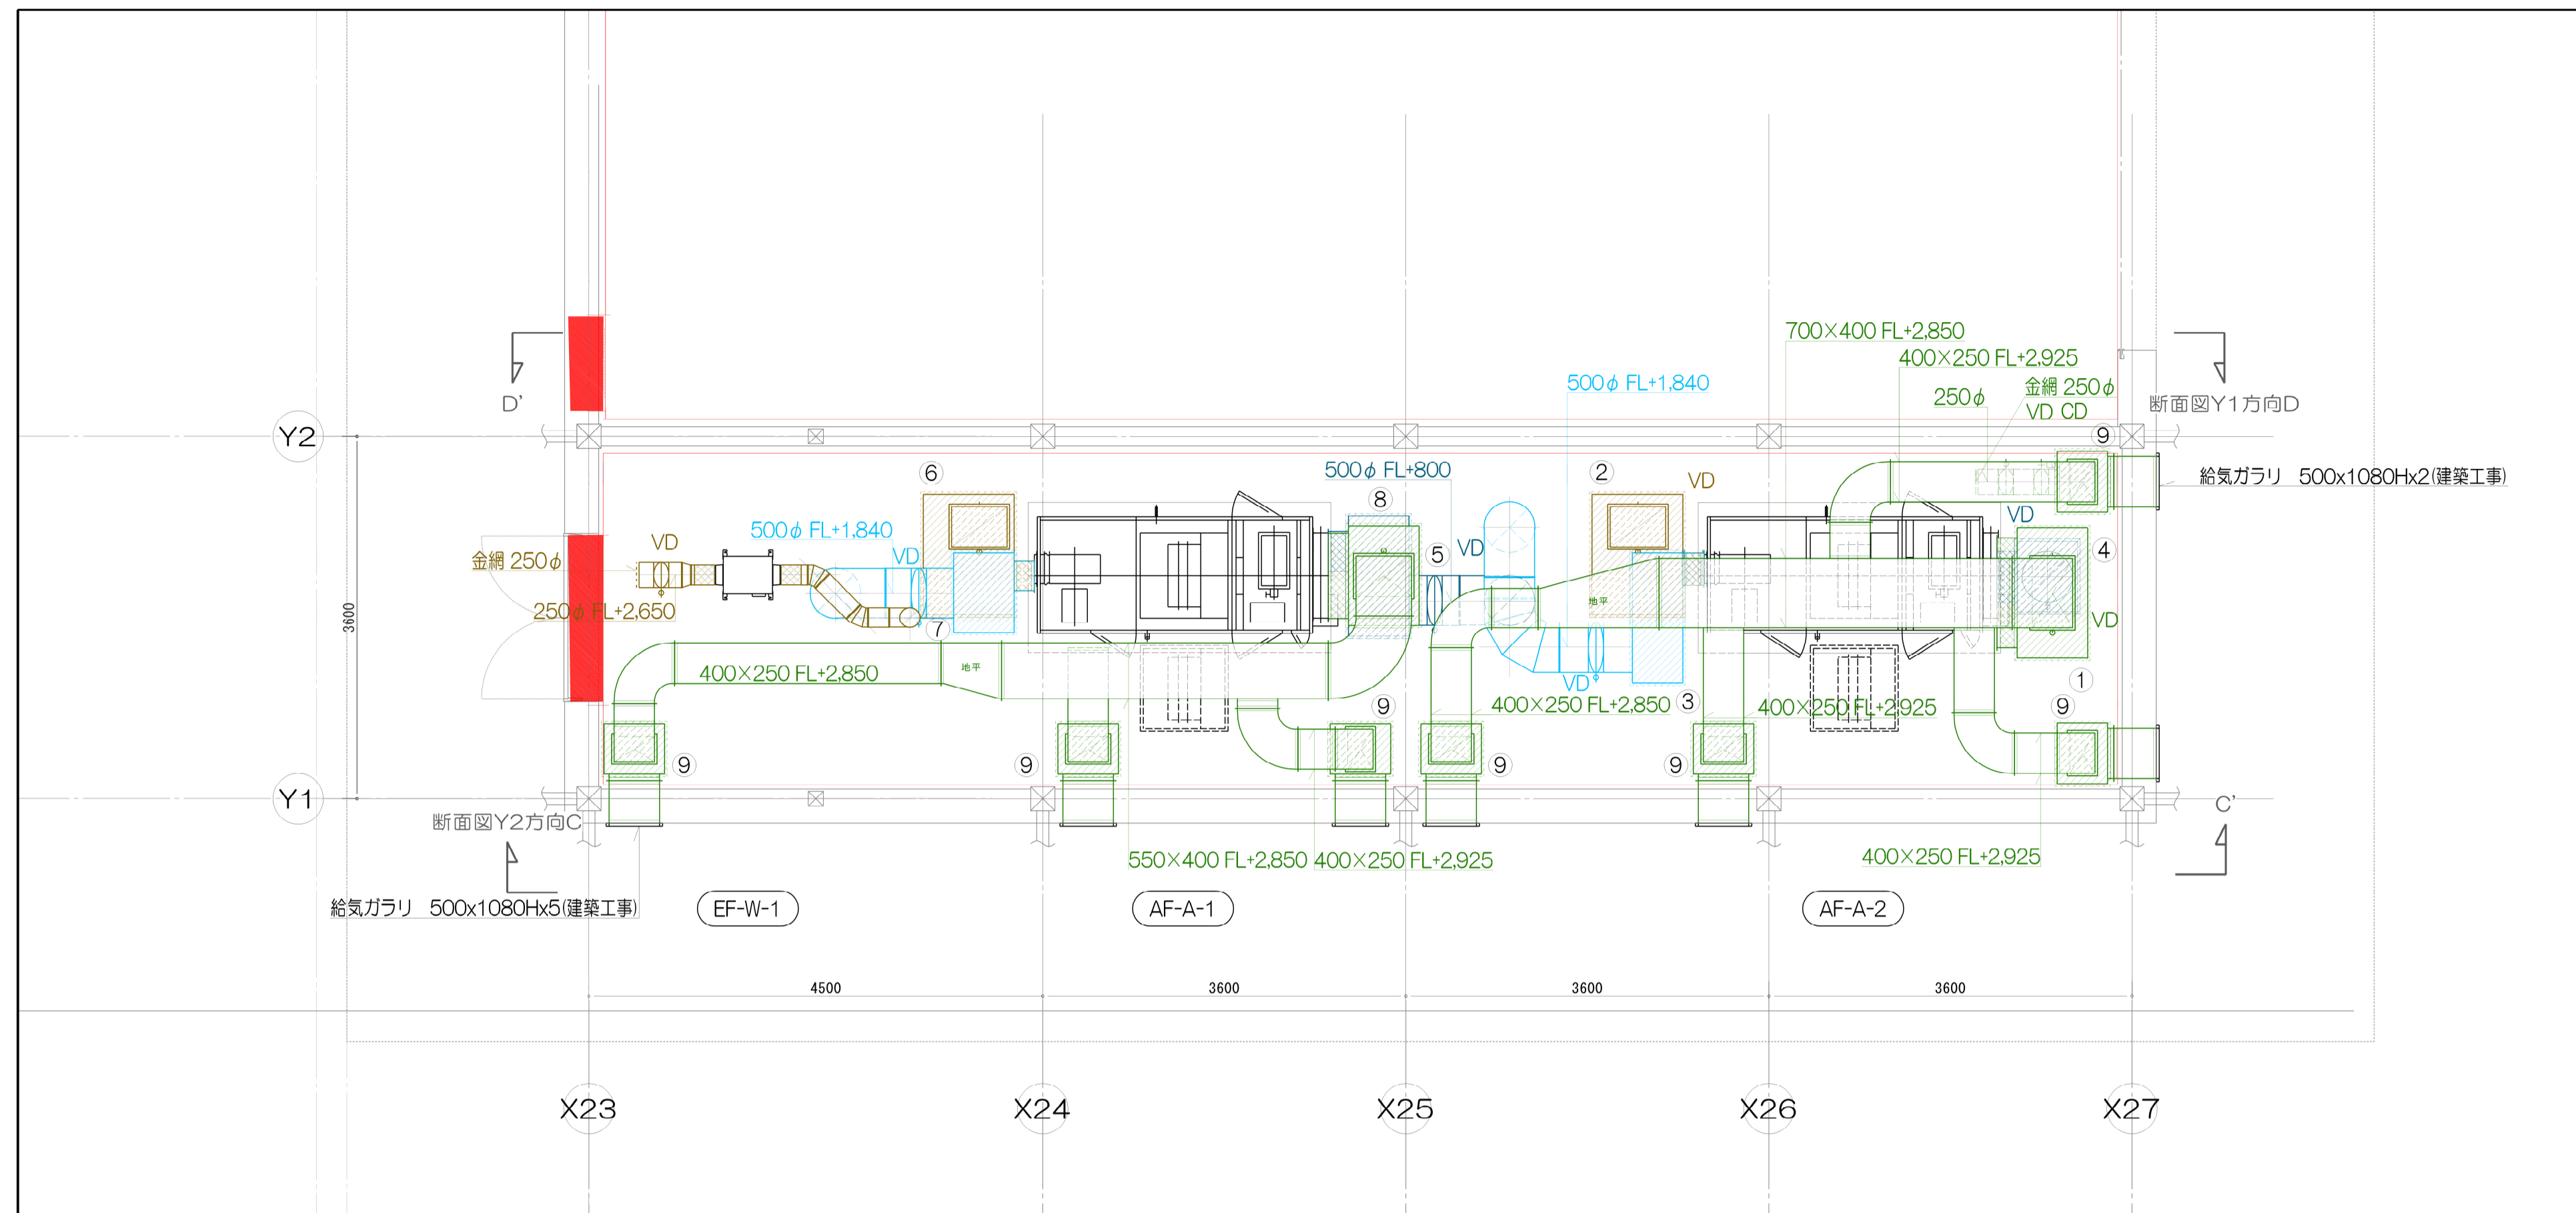 700×400 FL+2,850
400×250 FL+2,925
500φ FL+1,840
金網 250φ
250φ
VD CD
D'
断面図Y1方向D
Y2
⑨
500φ FL+800
⑥
②
VD
⑧
給気ガラリ 500x1080Hx2(建築工事)
500φ FL+1,840
VD
VD
VD
⑤
VD
④
金網 250φ
地平
250φ FL+2,650
VD
⑦
3600
地平
400×250 FL+2,850
VD
①
③
400×250 FL+2,850
400×250 FL+2,925
⑨
⑨
⑨
⑨
⑨
⑨
Y1
C'
断面図Y2方向C
550×400 FL+2,850
400×250 FL+2,925
400×250 FL+2,925
給気ガラリ 500x1080Hx5(建築工事)
EF-W-1
AF-A-1
AF-A-2
4500
3600
3600
3600
X23
X24
X25
X26
X27